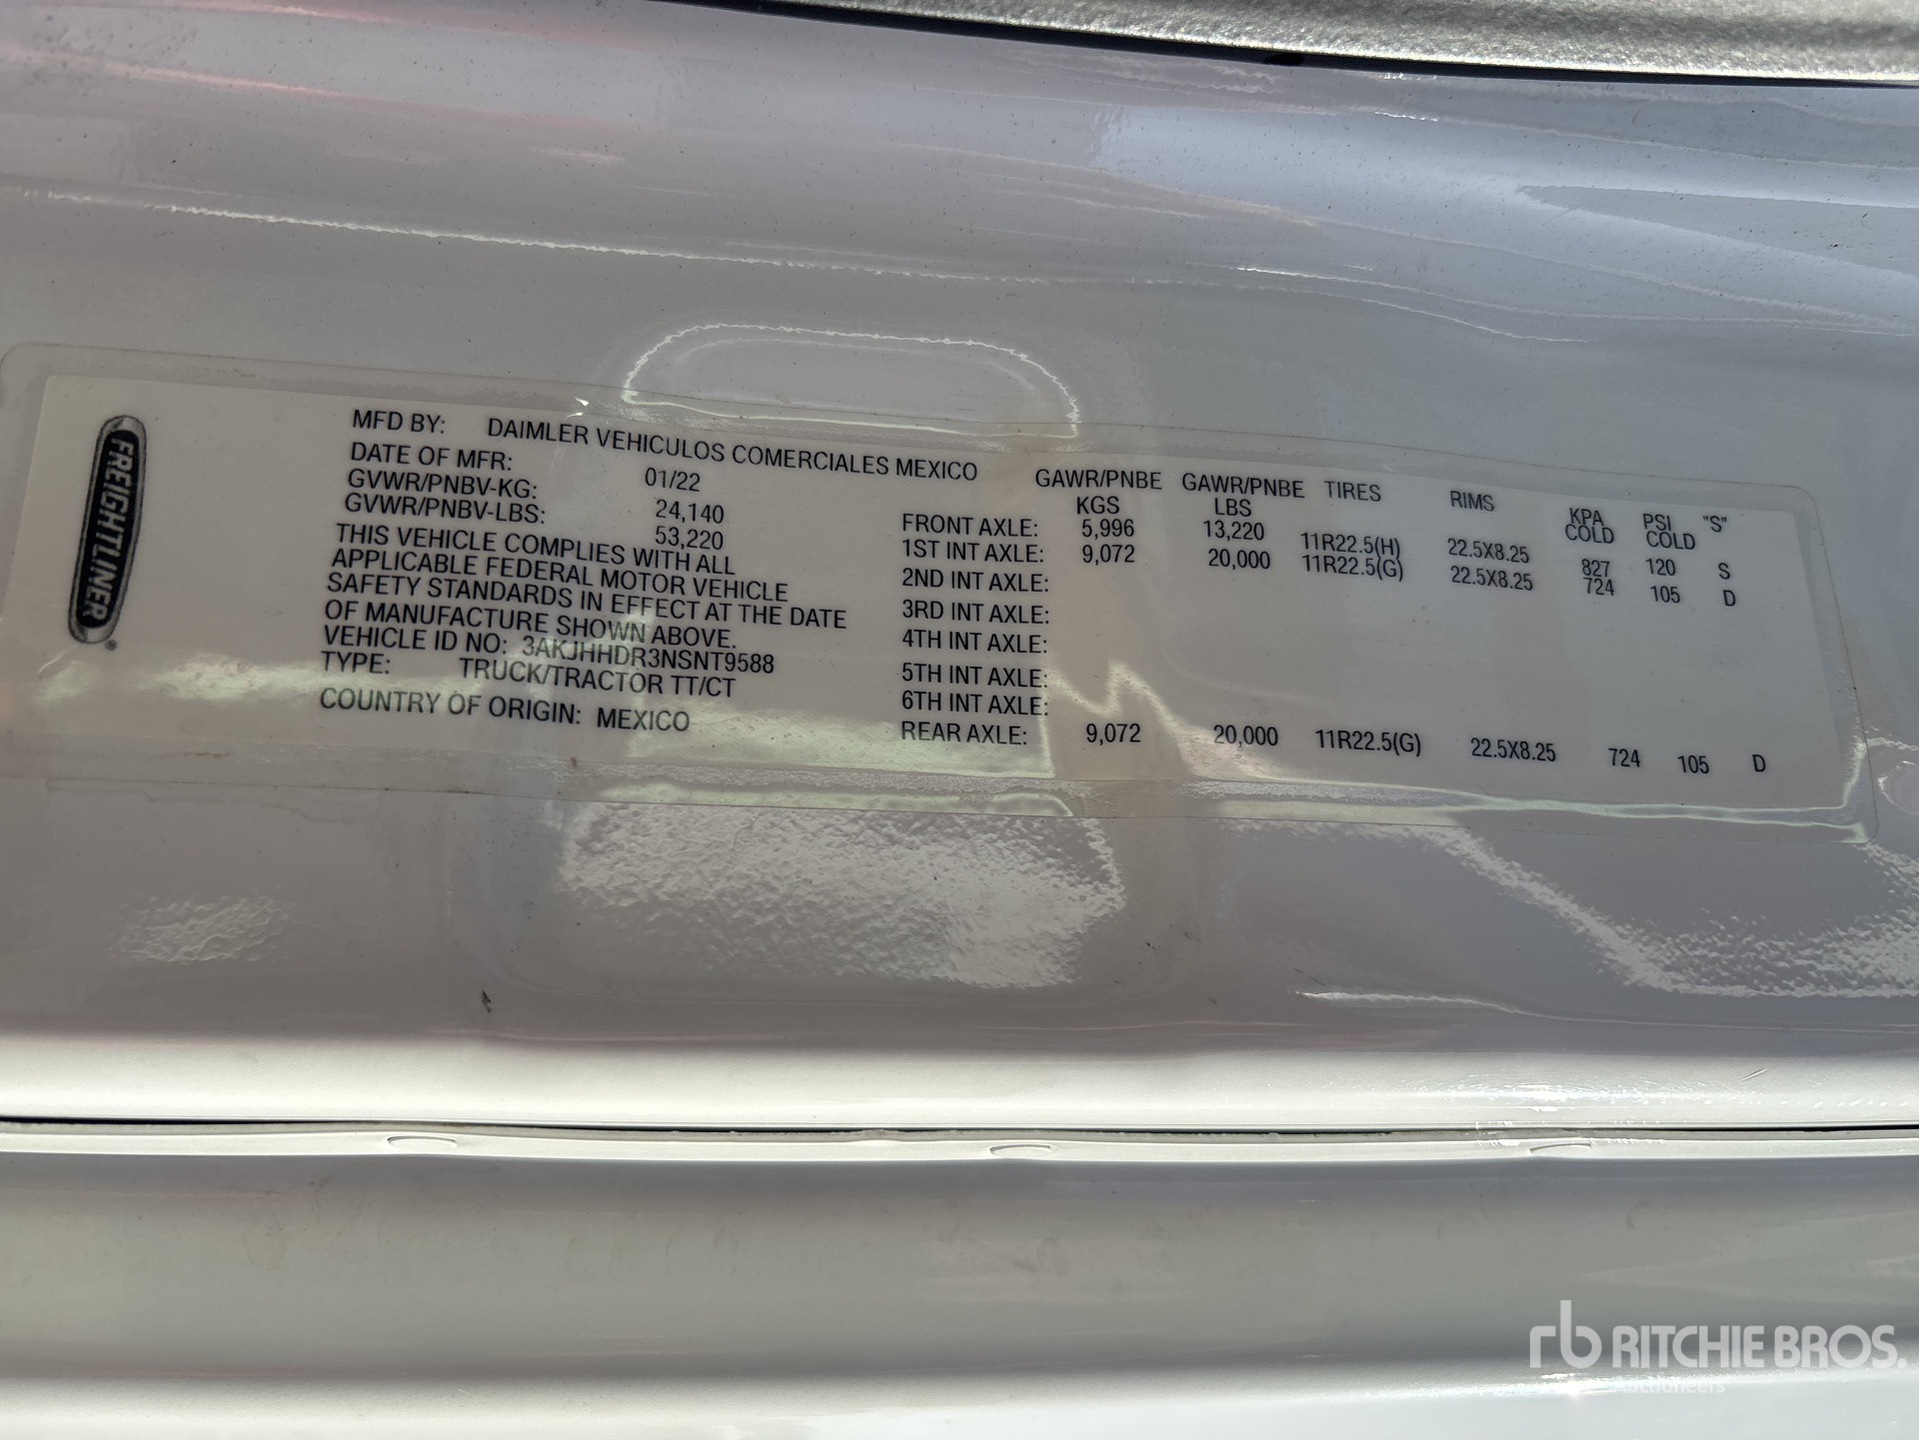 FREIGHTLINER
MFD BY: DAIMLER VEHICULOS COMERCIALES MEXICO
DATE OF MFR: 01/22
GVWR/PNBV-KG: 24,140
GVWR/PNBV-LBS: 53,220
THIS VEHICLE COMPLIES WITH ALL
APPLICABLE FEDERAL MOTOR VEHICLE
SAFETY STANDARDS IN EFFECT AT THE DATE
OF MANUFACTURE SHOWN ABOVE.
VEHICLE ID NO: 3AKJHHDR3NSNT9588
TYPE: TRUCK/TRACTOR TT/CT
COUNTRY OF ORIGIN: MEXICO
GAWR/PNBE GAWR/PNBE TIRES RIMS KPA PSI "S"
KGS LBS COLD COLD
FRONT AXLE: 5,996 13,220 11R22.5(H) 22.5X8.25 827 120 S
1ST INT AXLE: 9,072 20,000 11R22.5(G) 22.5X8.25 724 105 D
2ND INT AXLE:
3RD INT AXLE:
4TH INT AXLE:
5TH INT AXLE:
6TH INT AXLE:
REAR AXLE: 9,072 20,000 11R22.5(G) 22.5X8.25 724 105 D
rb RITCHIE BROS.
Auctioneers